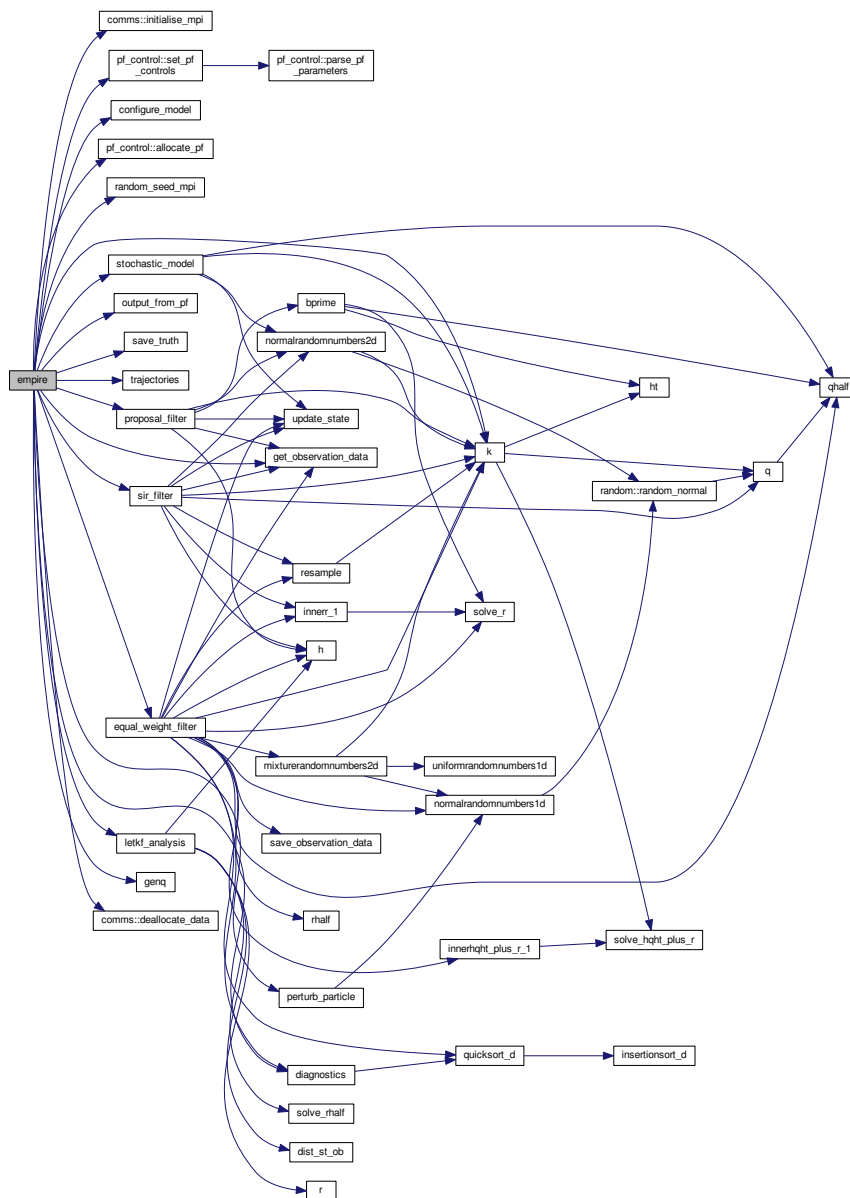 comms::initialise_mpi
pf_control::set_pf
_controls
pf_control::parse_pf
_parameters
configure_model
pf_control::allocate_pf
random_seed_mpi
stochastic_model
output_from_pf
bprime
save_truth
normalrandomnumbers2d
empire
trajectories
ht
qhalf
proposal_filter
update_state
get_observation_data
k
q
sir_filter
random::random_normal
resample
innerr_1
solve_r
h
equal_weight_filter
mixturerandomnumbers2d
uniformrandomnumbers1d
normalrandomnumbers1d
letkf_analysis
save_observation_data
genq
comms::deallocate_data
rhalf
innerhqht_plus_r_1
solve_hqht_plus_r
perturb_particle
quicksort_d
insertionsort_d
diagnostics
solve_rhalf
dist_st_ob
r